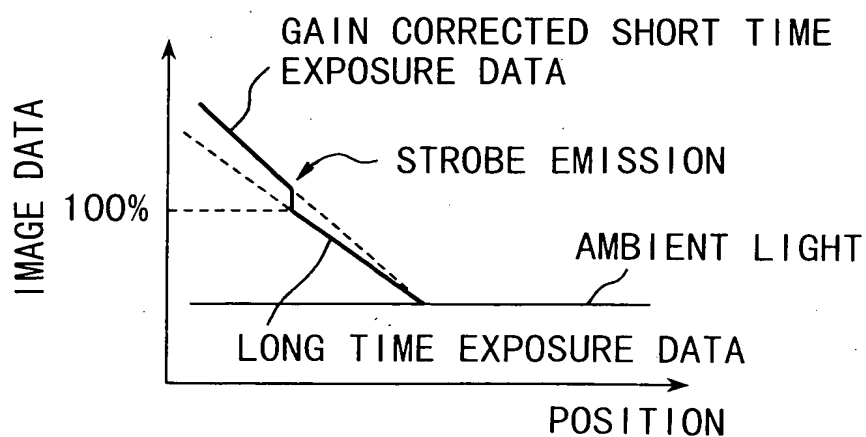 GAIN CORRECTED SHORT TIME
EXPOSURE DATA
STROBE EMISSION
IMAGE DATA
100%
AMBIENT LIGHT
LONG TIME EXPOSURE DATA
POSITION